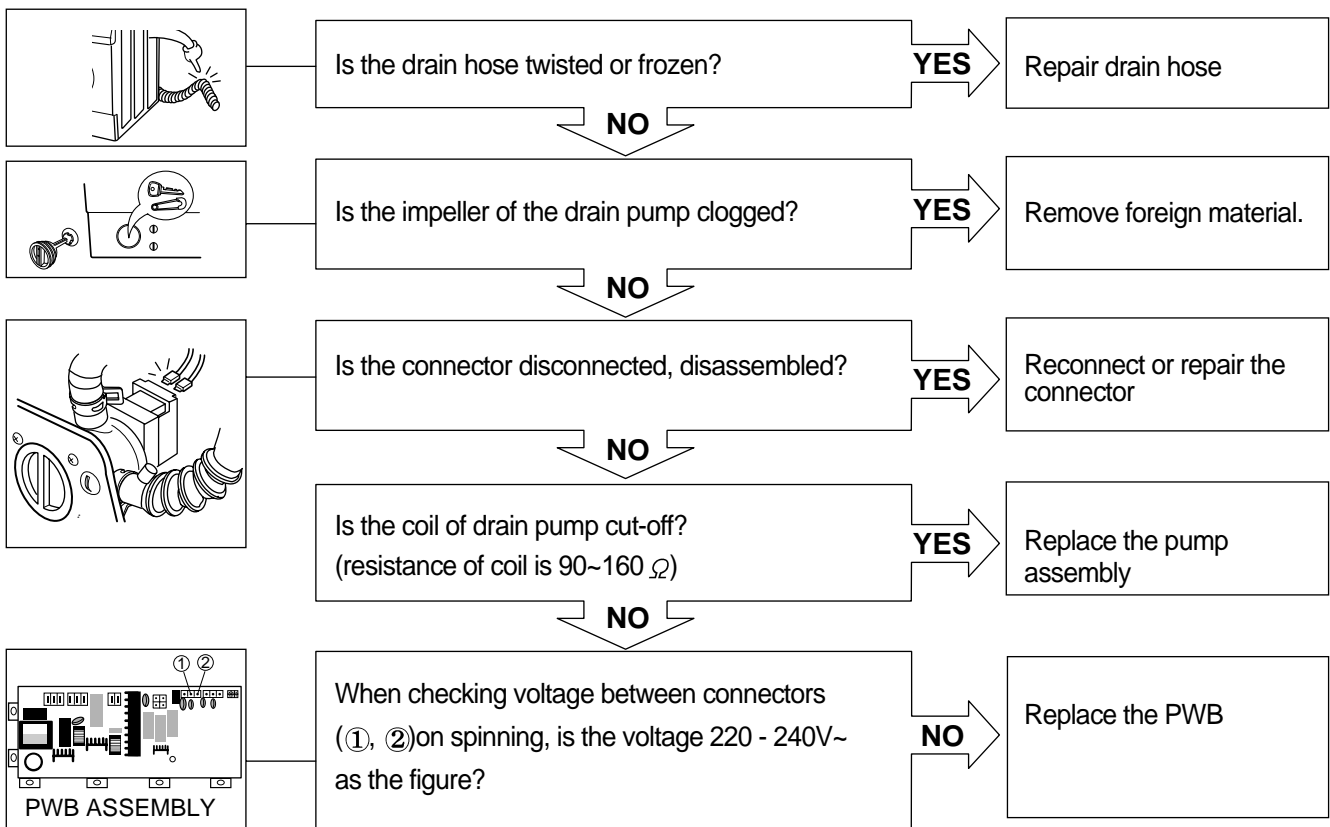 Is the drain hose twisted or frozen?
YES
Repair drain hose
NO
Is the impeller of the drain pump clogged?
YES
Remove foreign material.
NO
Is the connector disconnected, disassembled?
YES
Reconnect or repair the
connector
NO
Is the coil of drain pump cut-off?
(resistance of coil is 90~160 Ω)
YES
Replace the pump
assembly
NO
① ②
PWB ASSEMBLY
When checking voltage between connectors
(①, ②)on spinning, is the voltage 220 - 240V~
as the figure?
NO
Replace the PWB